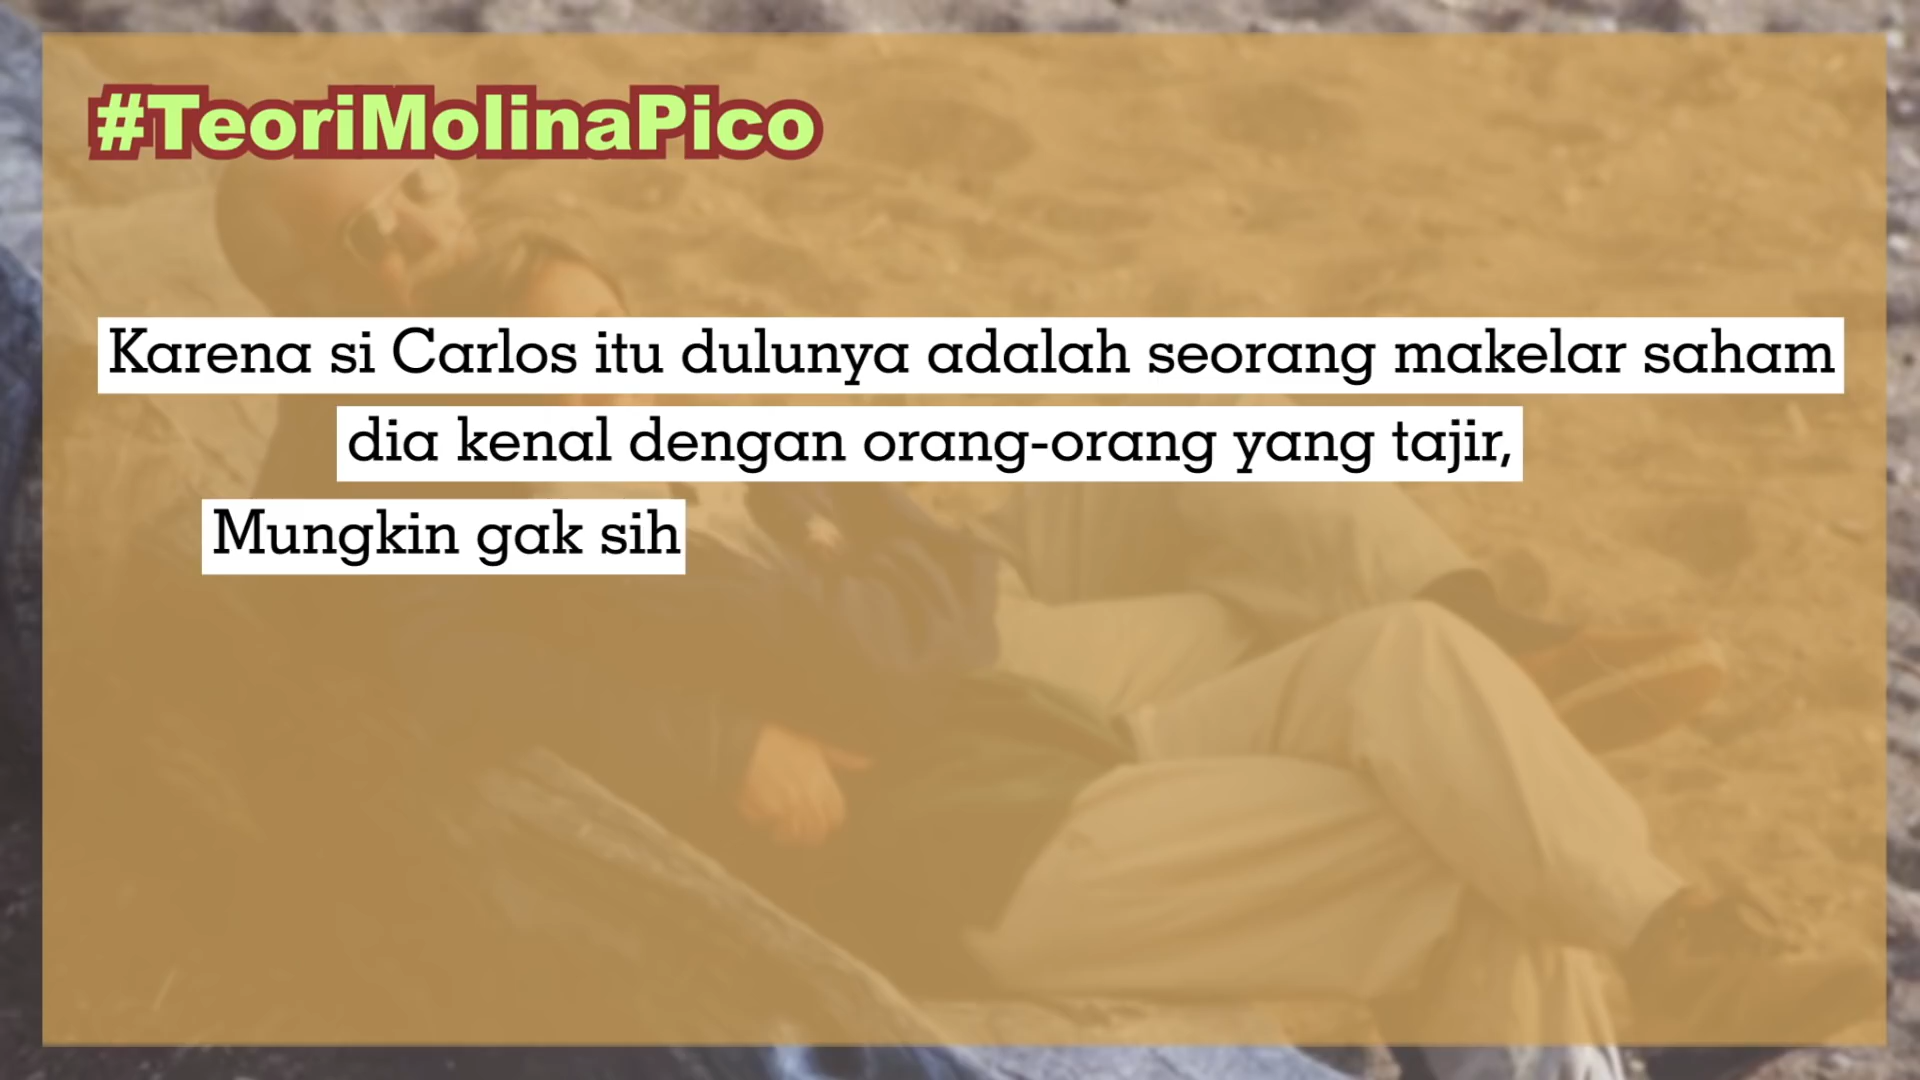 #TeoriMolinaPico
Karena si Carlos itu dulunya adalah seorang makelar saham
dia kenal dengan orang-orang yang tajir,
Mungkin gak sih